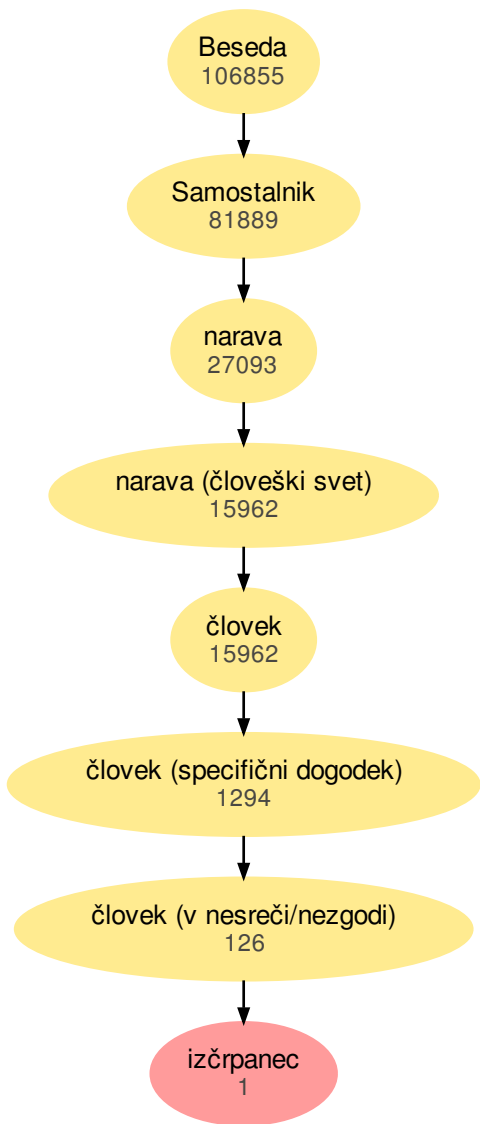 Beseda
106855
Samostalnik
81889
narava
27093
narava (človeški svet)
15962
človek
15962
človek (specifični dogodek)
1294
človek (v nesreči/nezgodi)
126
izčrpanec
1